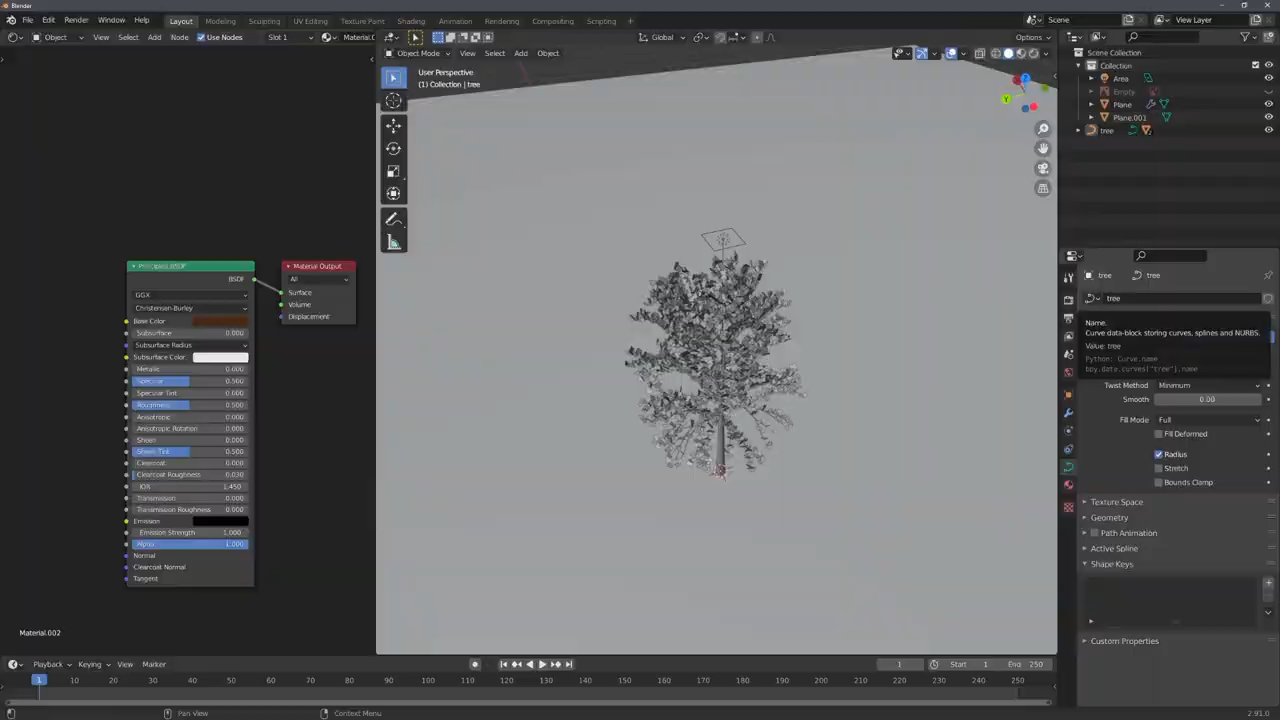 Blender
File Edit Render Window Help
Layout Modeling Sculpting UV Editing Texture Paint Shading Animation Rendering Compositing Scripting +
Scene
View Layer
Object View Select Add Node Use Nodes Slot 1 Material.0
Global
Options
Object Mode View Select Add Object
User Perspective
(1) Collection | tree
Y
Z
Scene Collection
Collection
Area
Empty
Plane
Plane.001
tree
tree tree
tree
Name.
Curve data-block storing curves, splines and NURBS.
Value: tree
Python: Curve.name
bpy.data.curves["tree"].name
Twist Method Minimum
Smooth 0.00
Fill Mode Full
Fill Deformed
Radius
Stretch
Bounds Clamp
Texture Space
Geometry
Path Animation
Active Spline
Shape Keys
Custom Properties
Principled BSDF
BSDF
GGX
Christensen-Burley
Base Color
Subsurface 0.000
Subsurface Radius
Subsurface Color
Metallic 0.000
Specular 0.500
Specular Tint 0.000
Roughness 0.500
Anisotropic 0.000
Anisotropic Rotation 0.000
Sheen 0.000
Sheen Tint 0.500
Clearcoat 0.000
Clearcoat Roughness 0.030
IOR 1.450
Transmission 0.000
Transmission Roughness 0.000
Emission
Emission Strength 1.000
Alpha 1.000
Normal
Clearcoat Normal
Tangent
Material Output
All
Surface
Volume
Displacement
Material.002
Playback Keying View Marker
1
Start 1 End 250
1 10 20 30 40 50 60 70 80 90 100 110 120 130 140 150 160 170 180 190 200 210 220 230 240 250
Pan View
Context Menu
2.91.0